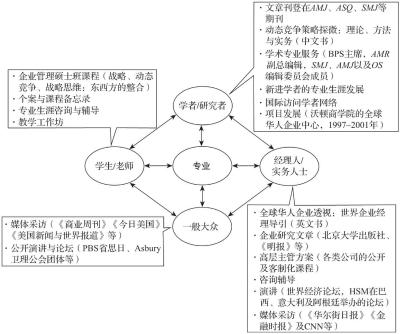 · 文章刊登在AMJ、ASQ、SMJ等
期刊
· 动态竞争策略探微：理论、方法
与实务（中文书）
· 学术专业服务（BPS主席，AMR
副总编辑，SMJ、AMJ以及OS
编辑委员会成员）
· 新进学者的专业生涯发展
· 国际访问学者网络
· 项目发展（沃顿商学院的全球
华人企业中心，1997–2001年）
· 企业管理硕士班课程（战略、动态
竞争、战略思维；东西方的整合）
· 个案与课程备忘录
· 专业生涯咨询与辅导
· 教学工作坊
学者/研究者
学生/老师
专业
经理人/
实务人士
一般大众
· 媒体采访（《商业周刊》《今日美国》
《美国新闻与世界报道》等）
· 公开演讲与论坛（PBS省思日、Asbury
卫理公会团体等）
· 全球华人企业透视；世界企业经
理导引（英文书）
· 企业研究文章（北京大学出版社、
《明报》等）
· 高层主管方案（各类公司的公开
及客制化课程）
· 咨询辅导
· 演讲（世界经济论坛，HSM在巴
西、意大利及阿根廷举办的论坛）
· 媒体采访（《华尔街日报》《金
融时报》及CNN等）